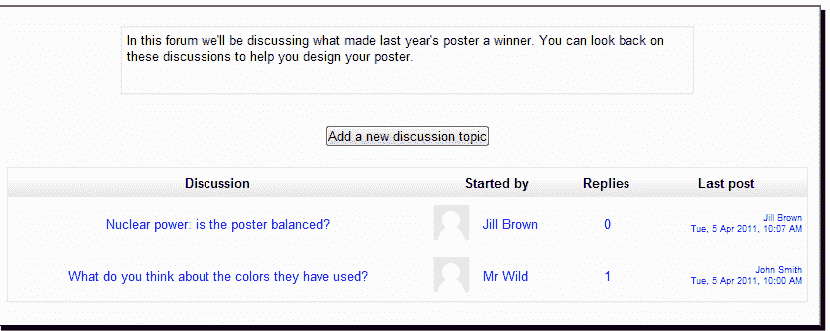 In this forum we'll be discussing what made last year's poster a winner. You can look back on
these discussions to help you design your poster.
Add a new discussion topic
Discussion Started by Replies Last post
Nuclear power: is the poster balanced? Jill Brown 0 Jill Brown
Tue, 5 Apr 2011, 10:07 AM
What do you think about the colors they have used? Mr Wild 1 John Smith
Tue, 5 Apr 2011, 10:00 AM